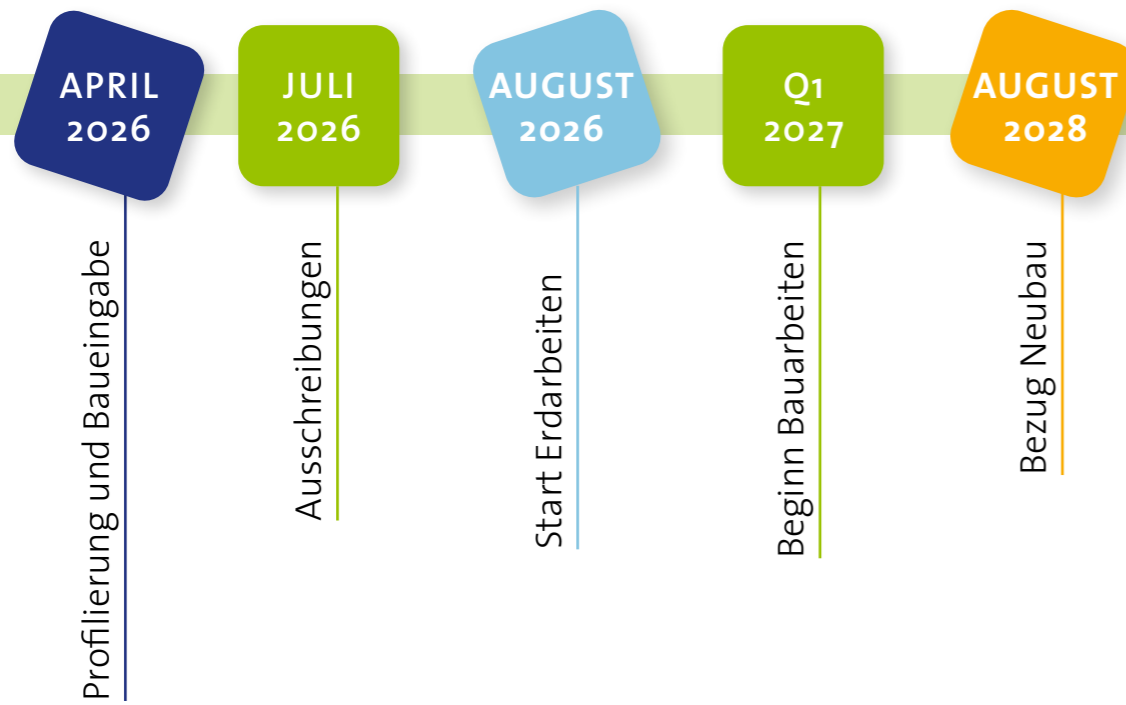 APRIL
2026
JULI
2026
AUGUST
2026
Q1
2027
AUGUST
2028
Profilierung und Baueingabe
Ausschreibungen
Start Erdarbeiten
Beginn Bauarbeiten
Bezug Neubau